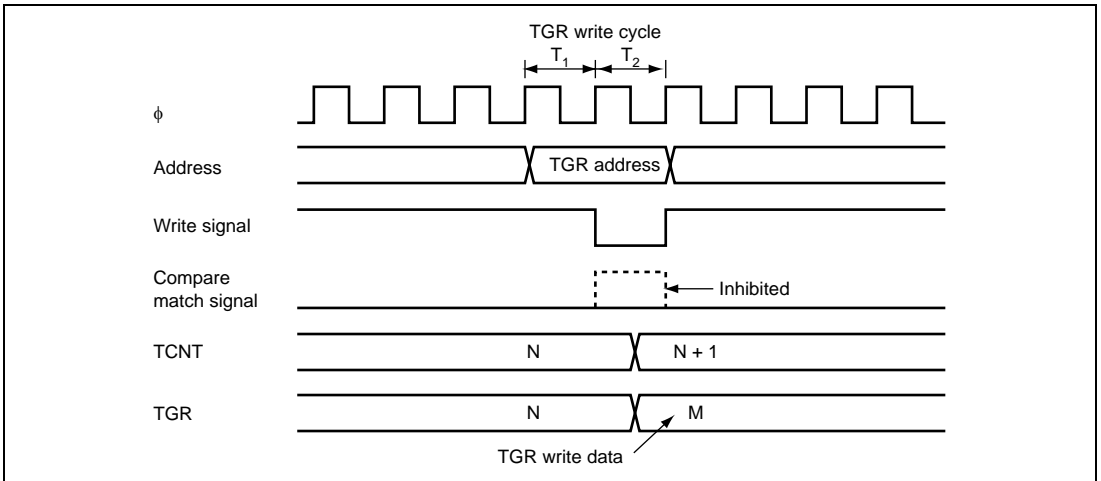 TGR write cycle
T1 T2
ϕ
Address
TGR address
Write signal
Compare
match signal
Inhibited
TCNT
N
N + 1
TGR
N
M
TGR write data